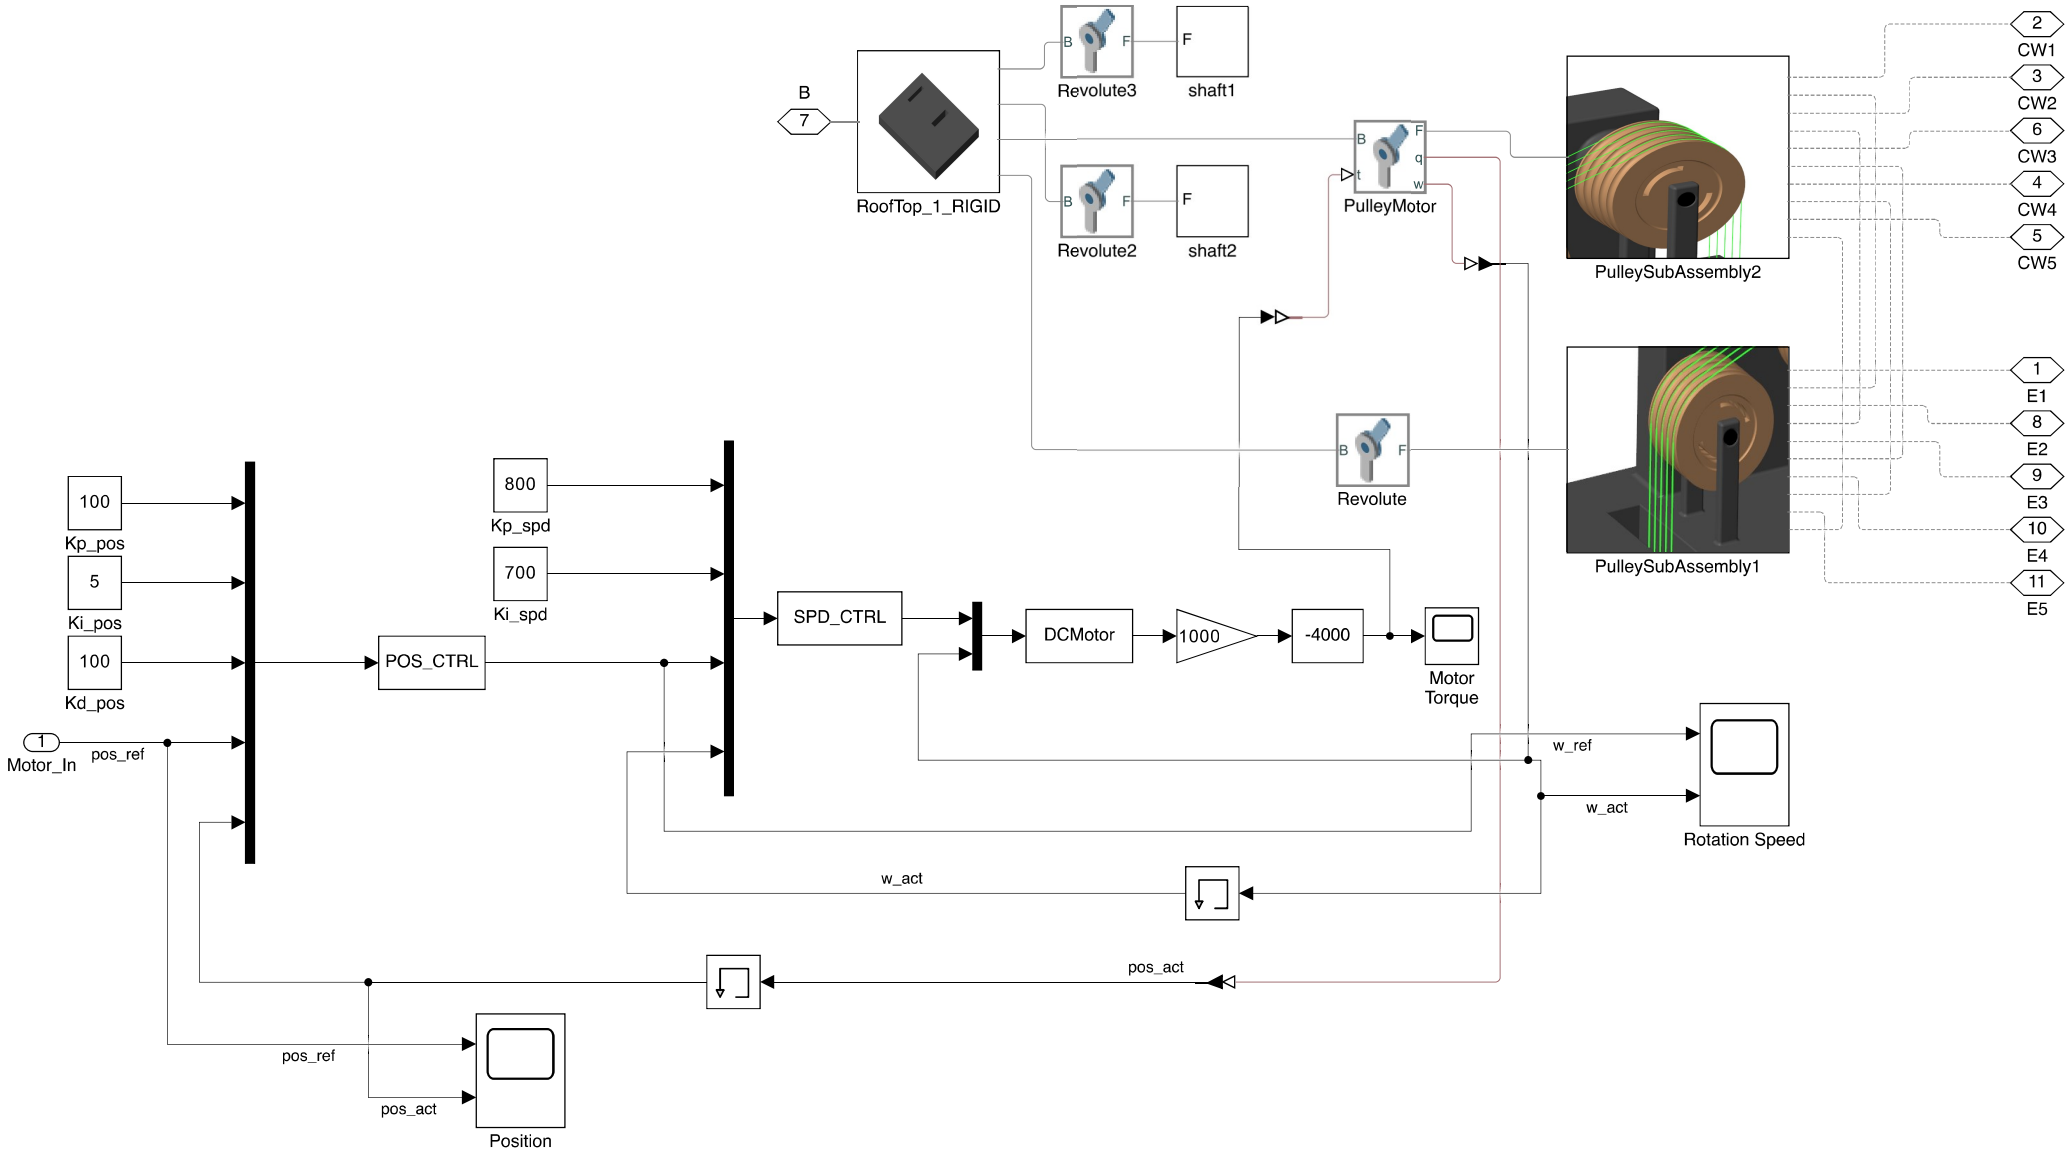 B
7
RoofTop_1_RIGID
B
F
Revolute3
F
shaft1
B
F
Revolute2
F
shaft2
B
t
F
q
w
PulleyMotor
PulleySubAssembly2
2
CW1
3
CW2
6
CW3
4
CW4
5
CW5
B
F
Revolute
PulleySubAssembly1
1
E1
8
E2
9
E3
10
E4
11
E5
100
Kp_pos
5
Ki_pos
100
Kd_pos
1
Motor_In
pos_ref
POS_CTRL
800
Kp_spd
700
Ki_spd
SPD_CTRL
DCMotor
1000
-4000
Motor
Torque
w_ref
w_act
Rotation Speed
w_act
pos_act
pos_ref
pos_act
Position